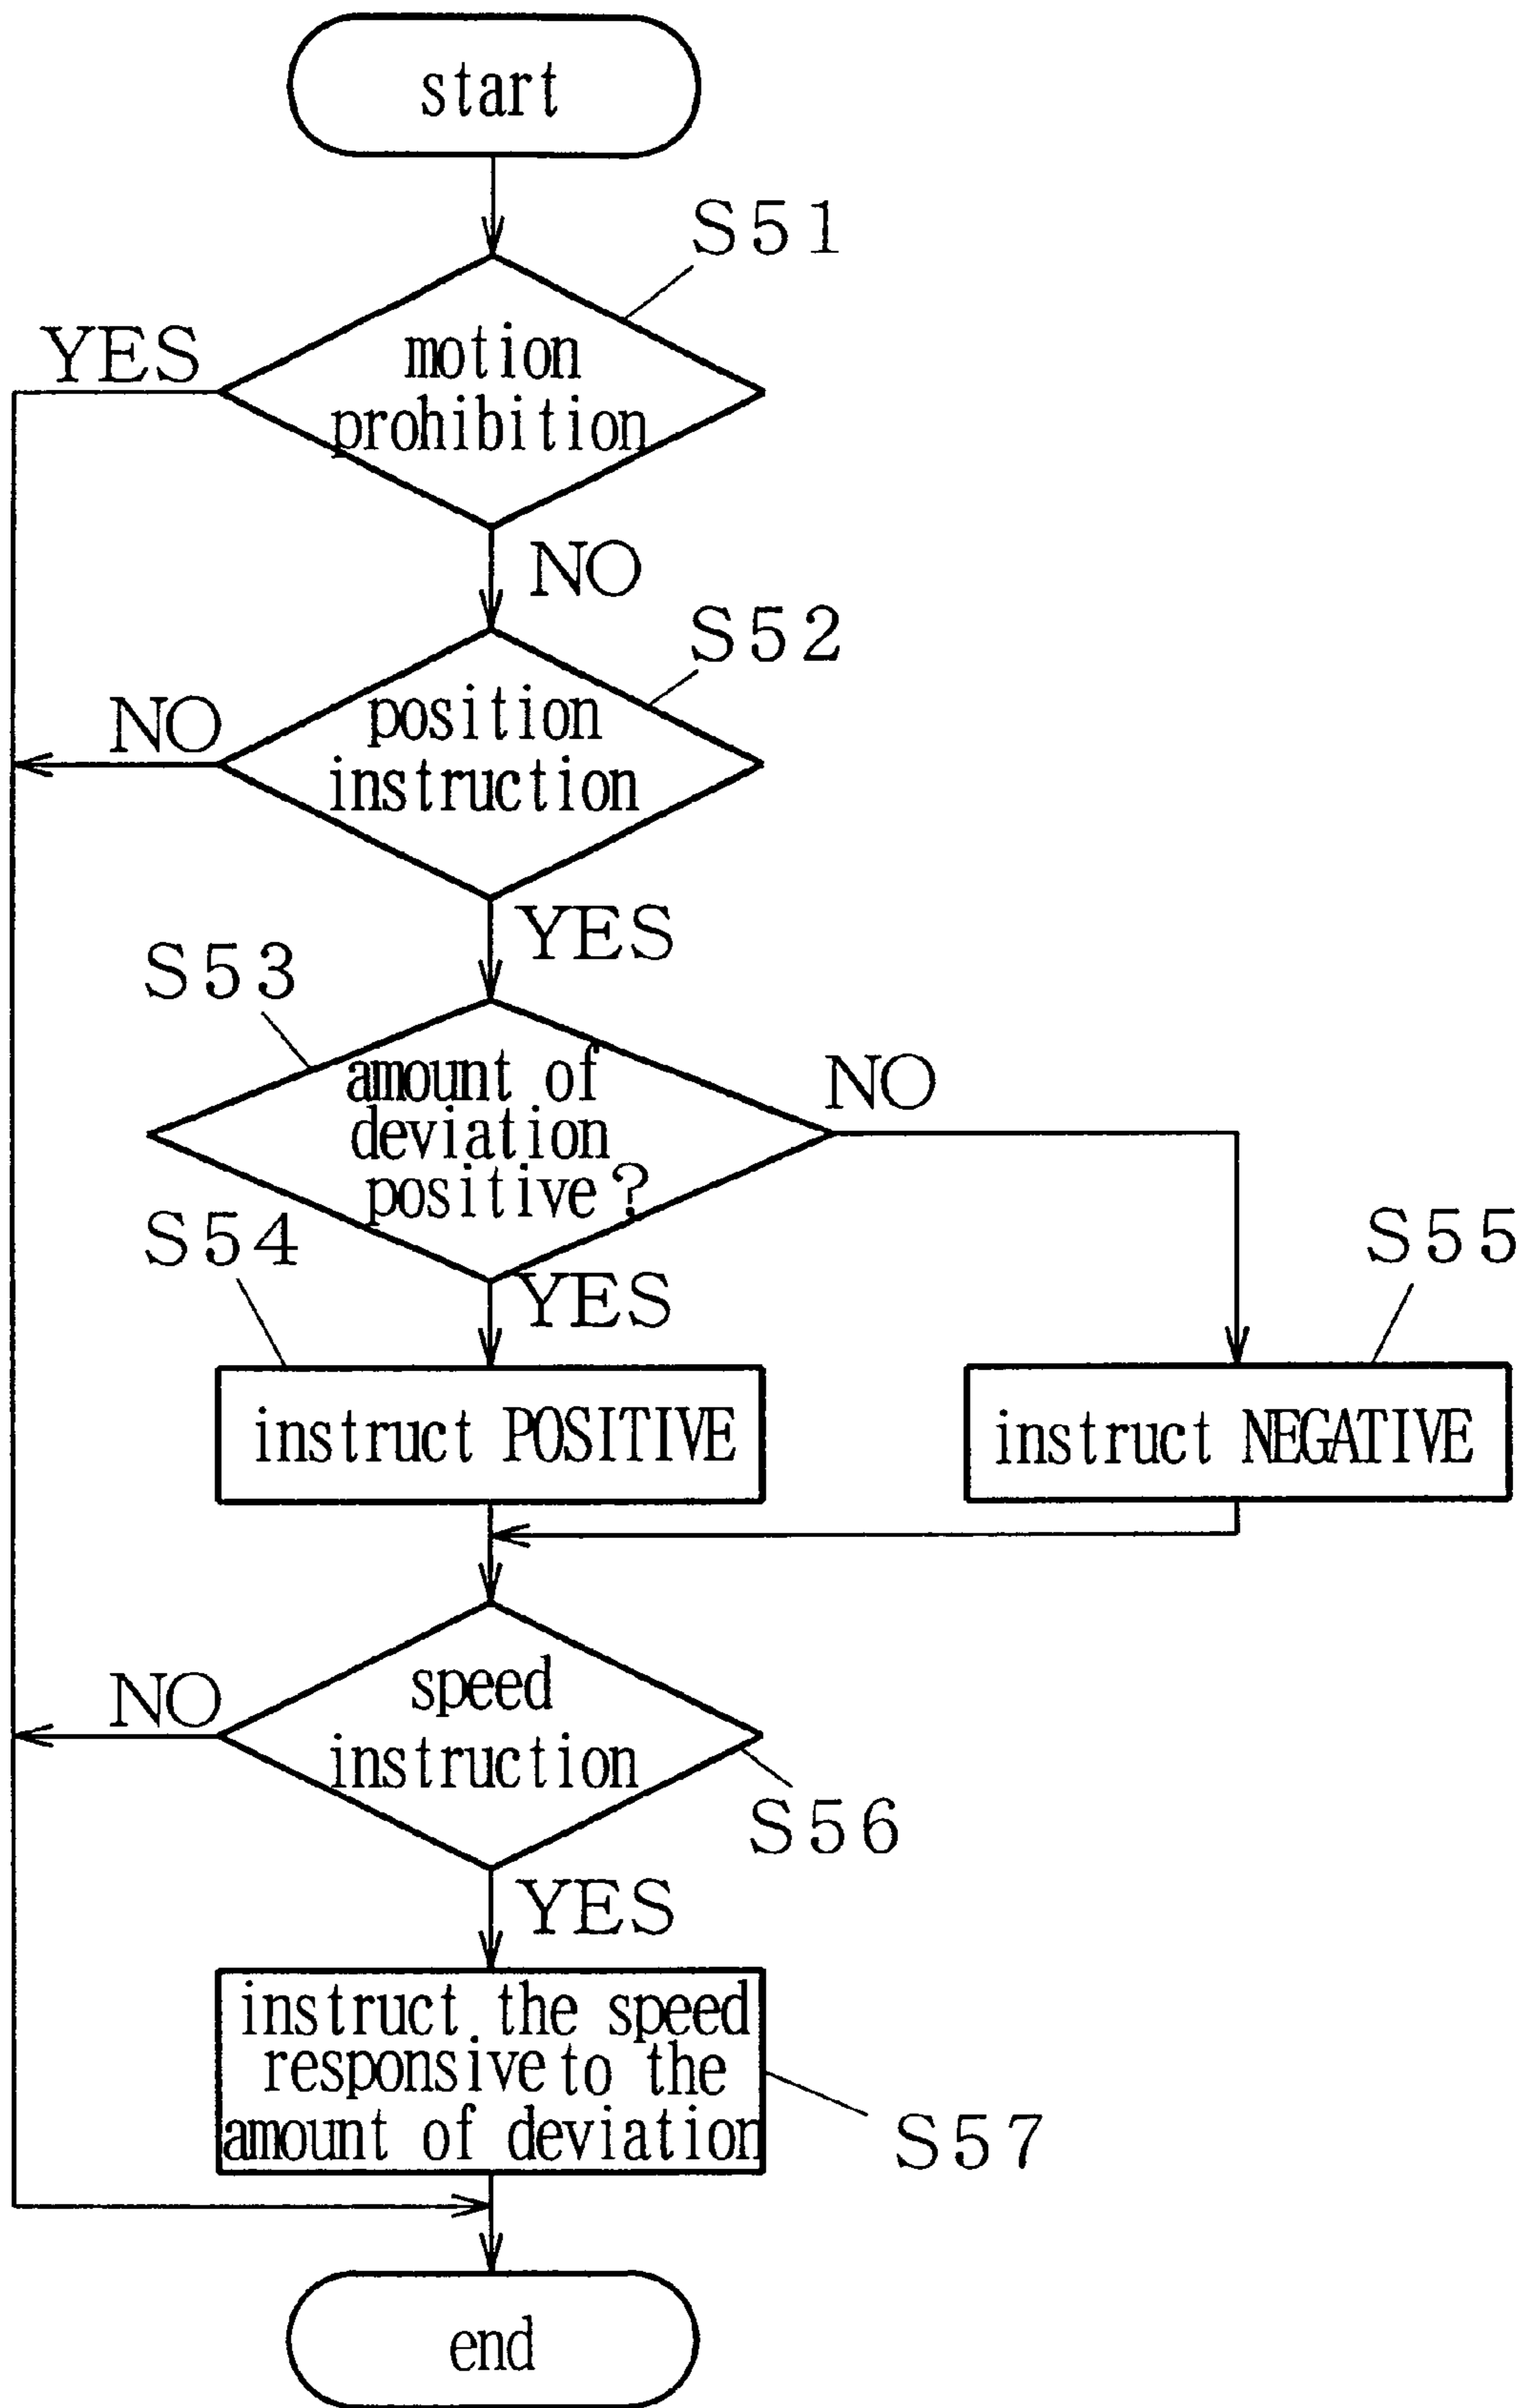 start
S51
YES
motion
prohibition
NO
S52
NO
position
instruction
YES
S53
amount of
deviation
positive?
NO
S54
YES
S55
instruct POSITIVE
instruct NEGATIVE
NO
speed
instruction
S56
YES
instruct the speed
responsive to the
amount of deviation
S57
end